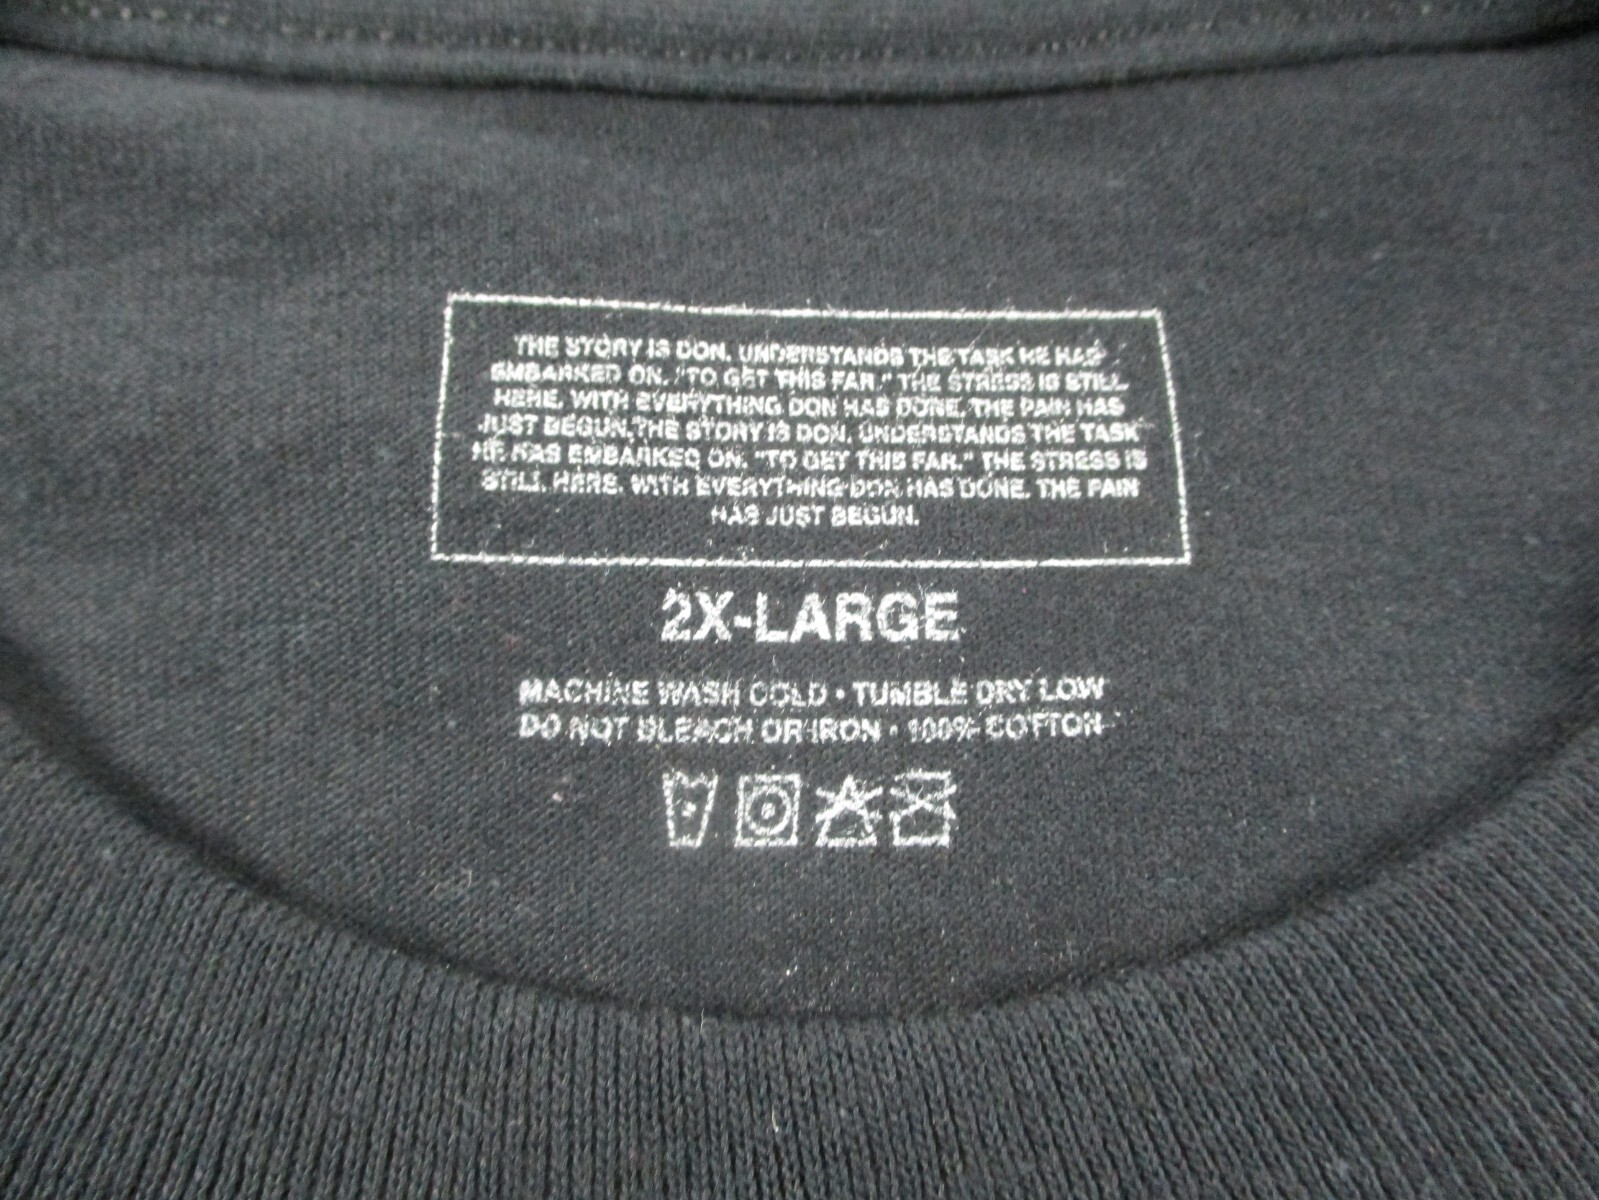 THE STORY IS DON. UNDERSTANDS THE TASK HE HAS
EMBARKED ON. "TO GET THIS FAR." THE STRESS IS STILL
HERE. WITH EVERYTHING DON HAS DONE. THE PAIN HAS
JUST BEGUN. THE STORY IS DON. UNDERSTANDS THE TASK
HE HAS EMBARKED ON. "TO GET THIS FAR." THE STRESS IS
STILL HERE. WITH EVERYTHING DON HAS DONE. THE PAIN
HAS JUST BEGUN.
2X-LARGE
MACHINE WASH COLD • TUMBLE DRY LOW
DO NOT BLEACH OR IRON • 100% COTTON